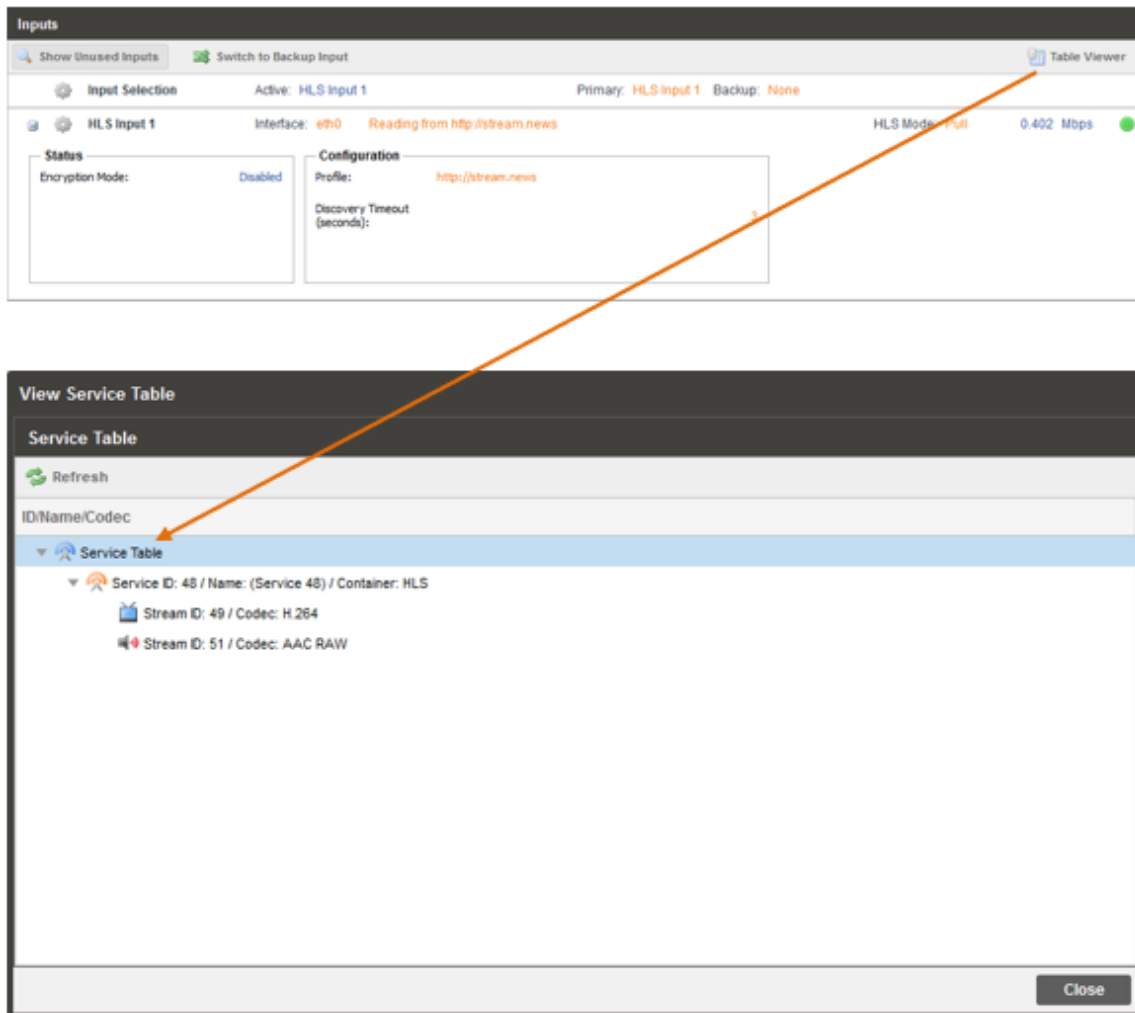 Inputs
Show Unused Inputs Switch to Backup Input Table Viewer
Input Selection Active: HLS Input 1 Primary: HLS Input 1 Backup: None
HLS Input 1 Interface: eth0 Reading from http://stream.news HLS Mode: Pull 0.402 Mbps
Status
Encryption Mode: Disabled
Configuration
Profile: http://stream.news
Discovery Timeout
(seconds):
View Service Table
Service Table
Refresh
ID/Name/Codec
Service Table
Service ID: 48 / Name: (Service 48) / Container: HLS
Stream ID: 49 / Codec: H.264
Stream ID: 51 / Codec: AAC RAW
Close